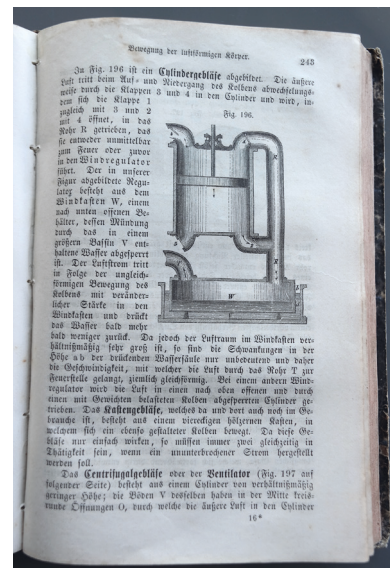 Bewegung der luftförmigen Körper.
243
In Fig. 196 ist ein Cylindergebläse abgebildet. Die äußere
Luft tritt beim Auf- und Niedergang des Kolbens abwechselungs-
weise durch die Klappen 3 und 4 in den Cylinder und wird, in-
dem sich die Klappe 1
zugleich mit 3 und 2
mit 4 öffnet, in das
Rohr R getrieben, das
sie entweder unmittelbar
zum Feuer oder zuvor
in den Windregulator
führt. Der in unserer
Figur abgebildete Regu-
lator besteht aus dem
Windkasten W, einem
nach unten offenen Be-
hälter, dessen Mündung
durch das in einem
größern Bassin V ent-
haltene Wasser abgesperrt
ist. Der Luftstrom tritt
in Folge der ungleich-
förmigen Bewegung des
Kolbens mit veränder-
licher Stärke in den
Windkasten und drückt
das Wasser bald mehr
Fig. 196.
R
W
bald weniger zurück. Da jedoch der Luftraum im Windkasten ver-
hältnißmäßig sehr groß ist, so sind die Schwankungen in der
Höhe a b der drückenden Wassersäule nur unbedeutend und daher
die Geschwindigkeit, mit welcher die Luft durch das Rohr T zur
Feuerstelle gelangt, ziemlich gleichförmig. Bei einem andern Wind-
regulator wird die Luft in einen nach oben offenen und durch
einen mit Gewichten belasteten Kolben abgesperrten Cylinder ge-
trieben. Das Kastengebläse, welches da und dort auch noch im Ge-
brauche ist, besteht aus einem viereckigen hölzernen Kasten, in
welchem sich ein ebenso gestalteter Kolben bewegt. Da diese Ge-
bläse nur einfach wirken, so müssen immer zwei gleichzeitig in
Thätigkeit sein, wenn ein ununterbrochener Strom hergestellt
werden soll.
Das Centrifugalgebläse oder der Ventilator (Fig. 197 auf
folgender Seite) besteht aus einem Cylinder von verhältnißmäßig
geringer Höhe; die Böden V desselben haben in der Mitte kreis-
runde Öffnungen O, durch welche die äußere Luft in den Cylinder
16*